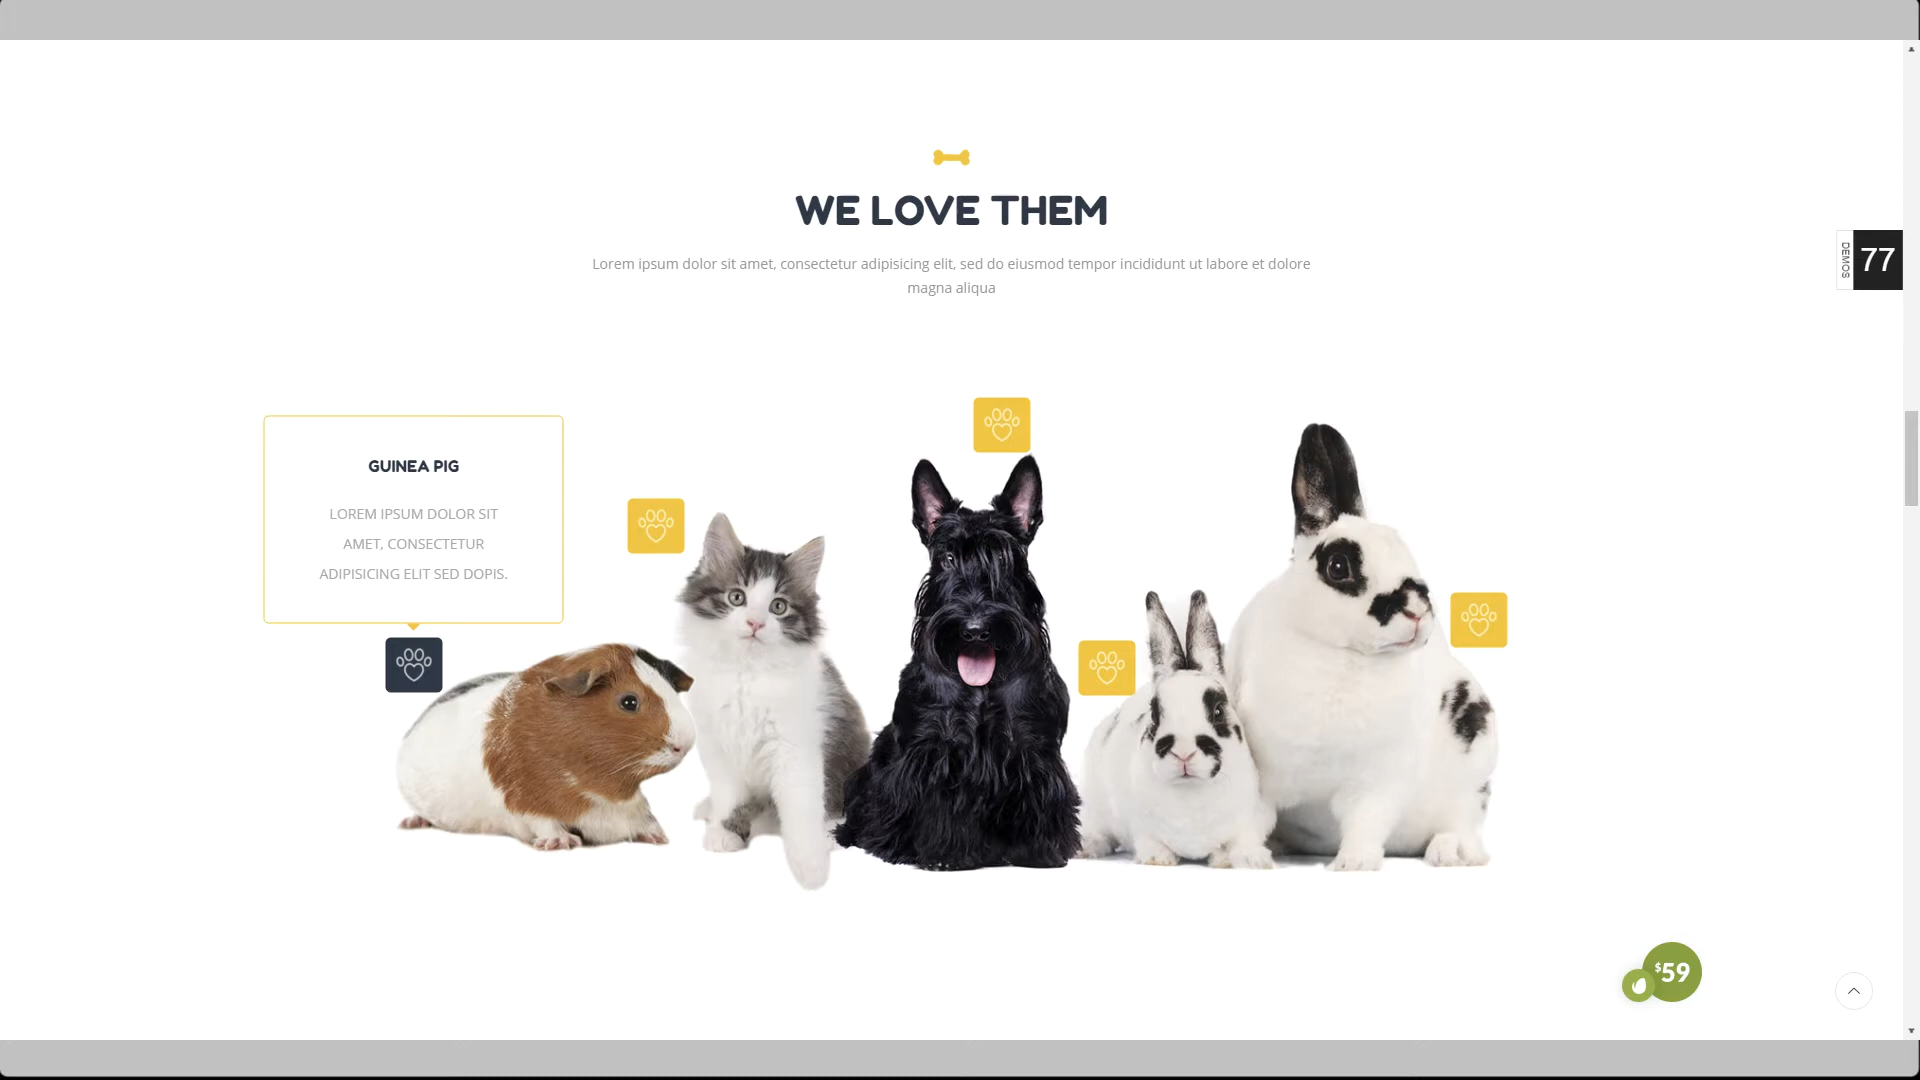 WE LOVE THEM
Lorem ipsum dolor sit amet, consectetur adipisicing elit, sed do eiusmod tempor incididunt ut labore et dolore
magna aliqua
DEMOS
77
GUINEA PIG
LOREM IPSUM DOLOR SIT
AMET, CONSECTETUR
ADIPISICING ELIT SED DOPIS.
$59